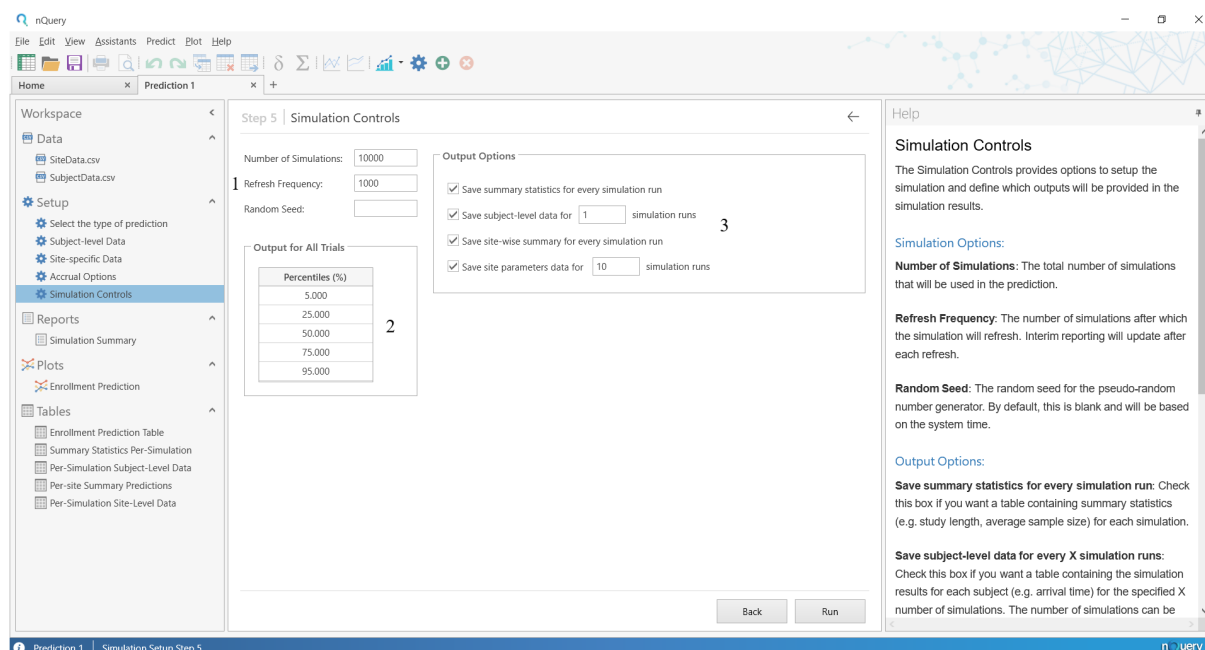 nQuery
File Edit View Assistants Predict Plot Help
Home × Prediction 1 × +
Workspace
Data
SiteData.csv
SubjectData.csv
Setup
Select the type of prediction
Subject-level Data
Site-specific Data
Accrual Options
Simulation Controls
Reports
Simulation Summary
Plots
Enrollment Prediction
Tables
Enrollment Prediction Table
Summary Statistics Per-Simulation
Per-Simulation Subject-Level Data
Per-site Summary Predictions
Per-Simulation Site-Level Data
Step 5 | Simulation Controls
Number of Simulations: 10000
1 Refresh Frequency: 1000
Random Seed:
Output for All Trials
Percentiles (%)
5.000
25.000
50.000
75.000
95.000
2
Output Options
Save summary statistics for every simulation run
Save subject-level data for 1 simulation runs
3
Save site-wise summary for every simulation run
Save site parameters data for 10 simulation runs
Back Run
Help
Simulation Controls
The Simulation Controls provides options to setup the
simulation and define which outputs will be provided in the
simulation results.
Simulation Options:
Number of Simulations: The total number of simulations
that will be used in the prediction.
Refresh Frequency: The number of simulations after which
the simulation will refresh. Interim reporting will update after
each refresh.
Random Seed: The random seed for the pseudo-random
number generator. By default, this is blank and will be based
on the system time.
Output Options:
Save summary statistics for every simulation run: Check
this box if you want a table containing summary statistics
(e.g. study length, average sample size) for each simulation.
Save subject-level data for every X simulation runs:
Check this box if you want a table containing the simulation
results for each subject (e.g. arrival time) for the specified X
number of simulations. The number of simulations can be
Prediction 1 | Simulation Setup Step 5
nQuery